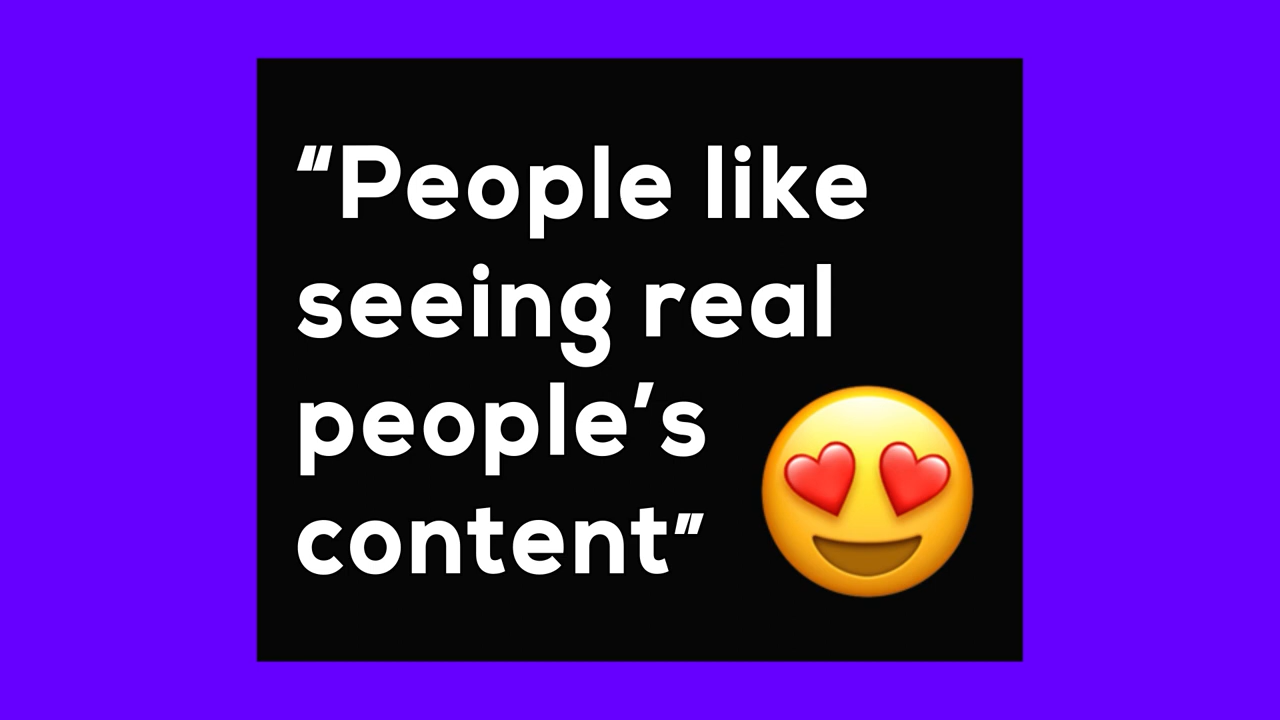 “People like
seeing real
people’s
content”